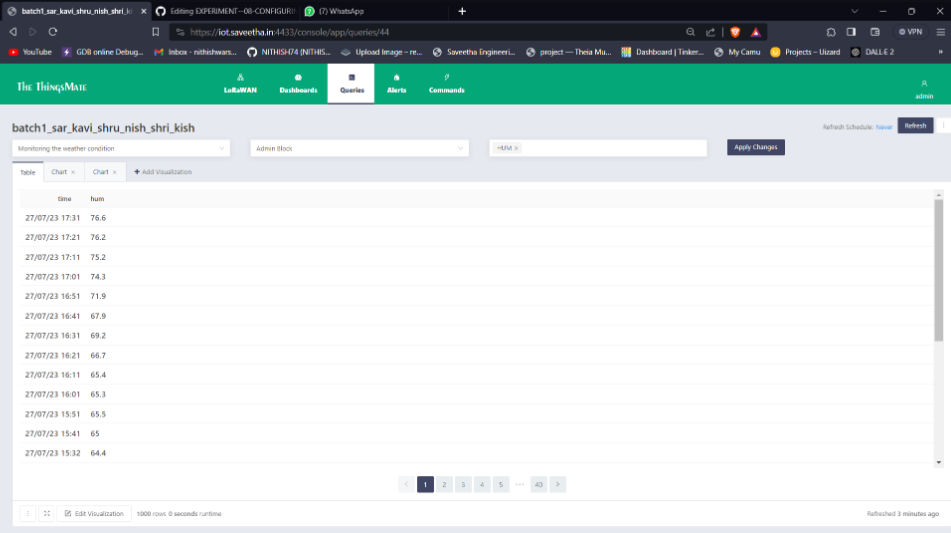 batch1_sar_kavi_shru_nish_shri_ki
Editing EXPERIMENT--08-CONFIGURI
(7) WhatsApp
https://iot.saveetha.in:4433/console/app/queries/44
VPN
YouTube
GDB online Debug...
Inbox - nithishwars...
NITHISH74 (NITHIS...
Upload Image – re...
Saveetha Engineeri...
project — Theia Mu...
Dashboard | Tinker...
My Camu
Projects – Uizard
DALL·E 2
The ThingsMate
LoRaWAN
Dashboards
Queries
Alerts
Commands
admin
batch1_sar_kavi_shru_nish_shri_kish
Refresh Schedule: Never
Refresh
Monitoring the weather condition
Admin Block
HUM ×
Apply Changes
Table
Chart ×
Chart ×
+ Add Visualization
time hum
27/07/23 17:31 76.6
27/07/23 17:21 76.2
27/07/23 17:11 75.2
27/07/23 17:01 74.3
27/07/23 16:51 71.9
27/07/23 16:41 67.9
27/07/23 16:31 69.2
27/07/23 16:21 66.7
27/07/23 16:11 65.4
27/07/23 16:01 65.3
27/07/23 15:51 65.5
27/07/23 15:41 65
27/07/23 15:32 64.4
< 1 2 3 4 5 ••• 40 >
Edit Visualization
1000 rows 0 seconds runtime
Refreshed 3 minutes ago